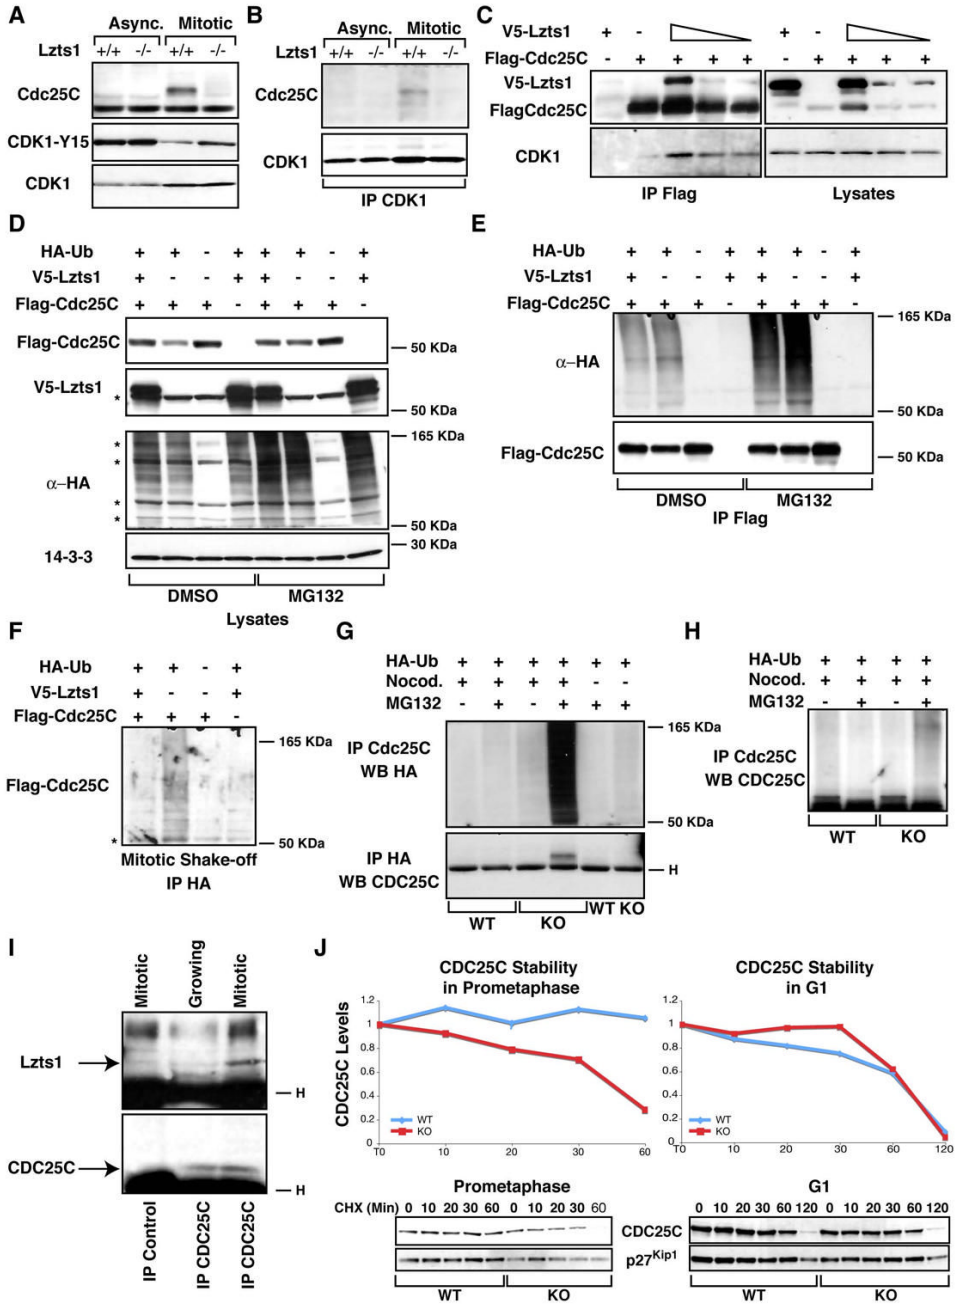 A
Async. Mitotic
Lzts1 +/+ -/- +/+ -/-
Cdc25C
CDK1-Y15
CDK1
B
Async. Mitotic
Lzts1 +/+ -/- +/+ -/-
Cdc25C
CDK1
IP CDK1
C
V5-Lzts1 + - + -
Flag-Cdc25C - + + + + - + + + +
V5-Lzts1
FlagCdc25C
CDK1
IP Flag Lysates
D
HA-Ub + + - + + + - +
V5-Lzts1 + - - + + - - +
Flag-Cdc25C + + + - + + + -
Flag-Cdc25C
50 KDa
V5-Lzts1
*
50 KDa
165 KDa
*
*
α-HA
*
*
50 KDa
30 KDa
14-3-3
DMSO MG132
Lysates
E
HA-Ub + + - + + + - +
V5-Lzts1 + - - + + - - +
Flag-Cdc25C + + + - + + + -
165 KDa
α-HA
50 KDa
Flag-Cdc25C
50 KDa
DMSO MG132
IP Flag
F
HA-Ub + + - +
V5-Lzts1 + - - +
Flag-Cdc25C + + + -
165 KDa
Flag-Cdc25C
*
50 KDa
Mitotic Shake-off
IP HA
G
HA-Ub + + + + + +
Nocod. + + + + - -
MG132 - + - + + +
165 KDa
IP Cdc25C
WB HA
50 KDa
IP HA
WB CDC25C
H
WT KO WT KO
H
HA-Ub + + + +
Nocod. + + + +
MG132 - + - +
IP Cdc25C
WB CDC25C
WT KO
I
Mitotic Growing Mitotic
Lzts1
H
CDC25C
H
IP Control IP CDC25C IP CDC25C
J
CDC25C Stability
in Prometaphase
CDC25C Levels
1.2
1
0.8
0.6
0.4
0.2
0
WT
KO
T0 10 20 30 60
CDC25C Stability
in G1
1.2
1
0.8
0.6
0.4
0.2
0
WT
KO
T0 10 20 30 60 120
Prometaphase G1
CHX (Min) 0 10 20 30 60 0 10 20 30 60 0 10 20 30 60 120 0 10 20 30 60 120
CDC25C
p27Kip1
WT KO WT KO